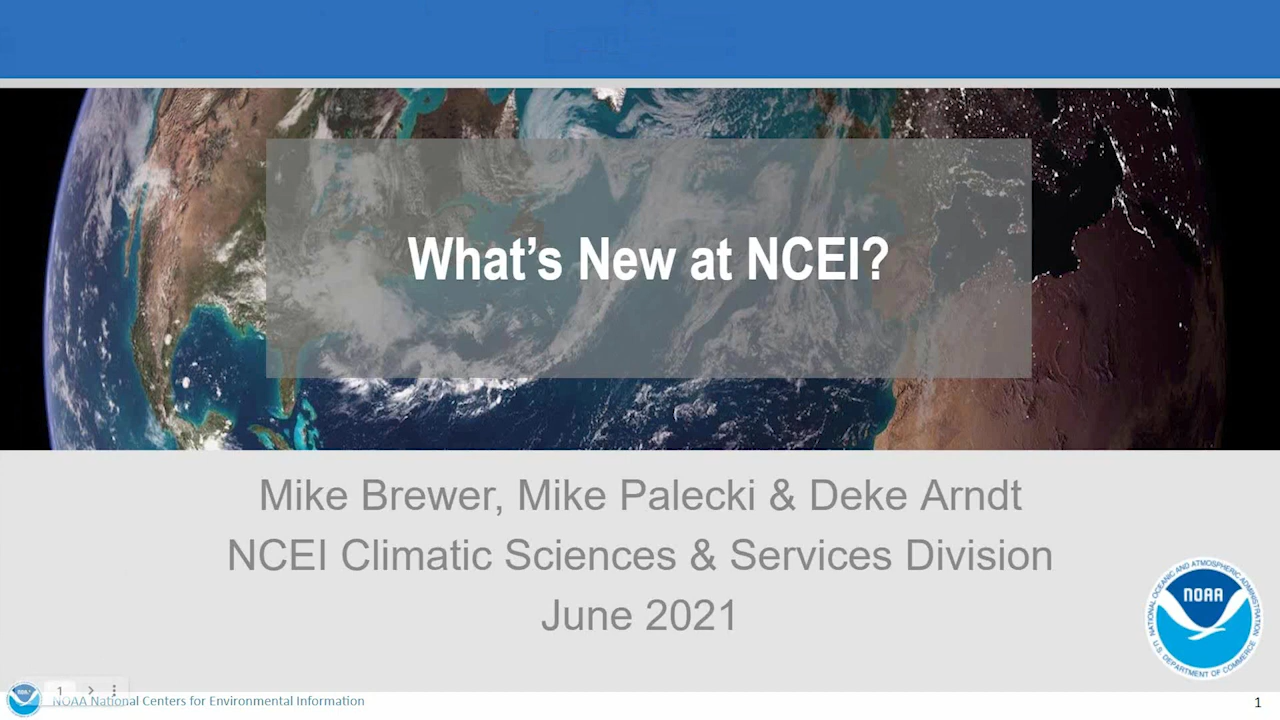 What's New at NCEI?
Mike Brewer, Mike Palecki & Deke Arndt
NCEI Climatic Sciences & Services Division
June 2021
NATIONAL OCEANIC AND ATMOSPHERIC ADMINISTRATION
NOAA
U.S. DEPARTMENT OF COMMERCE
1
NOAA National Centers for Environmental Information
1